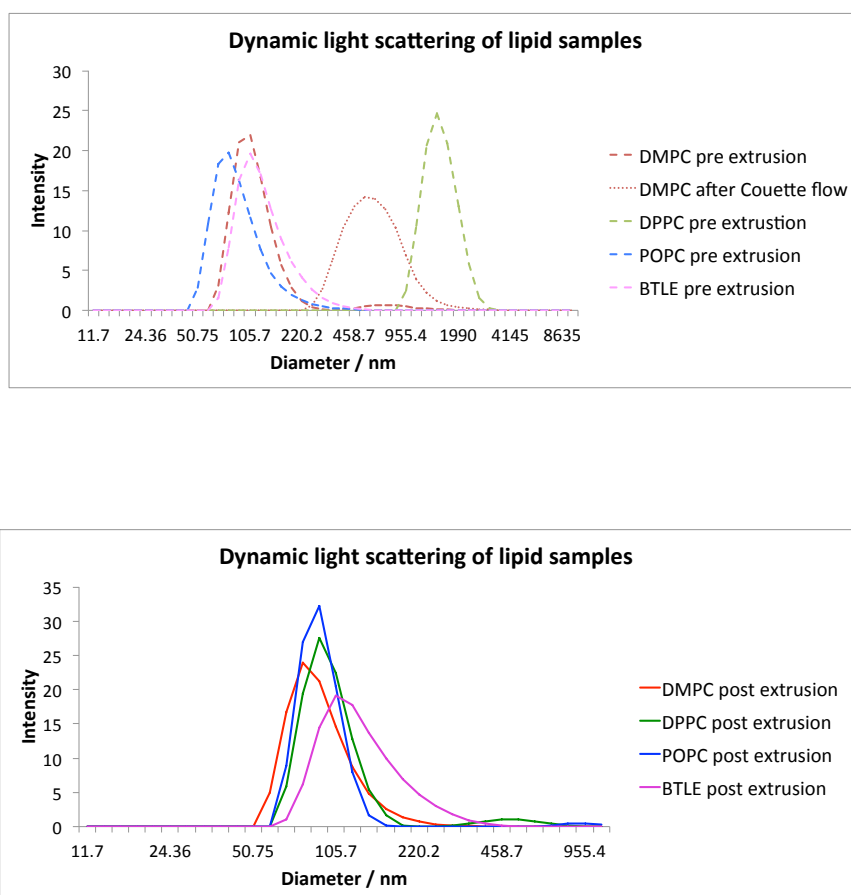 Dynamic light scattering of lipid samples
30
25
20
15
10
5
0
Intensity
11.7 24.36 50.75 105.7 220.2 458.7 955.4 1990 4145 8635
Diameter / nm
DMPC pre extrusion
DMPC after Couette flow
DPPC pre extrustion
POPC pre extrusion
BTLE pre extrusion
Dynamic light scattering of lipid samples
35
30
25
20
15
10
5
0
Intensity
11.7 24.36 50.75 105.7 220.2 458.7 955.4
Diameter / nm
DMPC post extrusion
DPPC post extrusion
POPC post extrusion
BTLE post extrusion